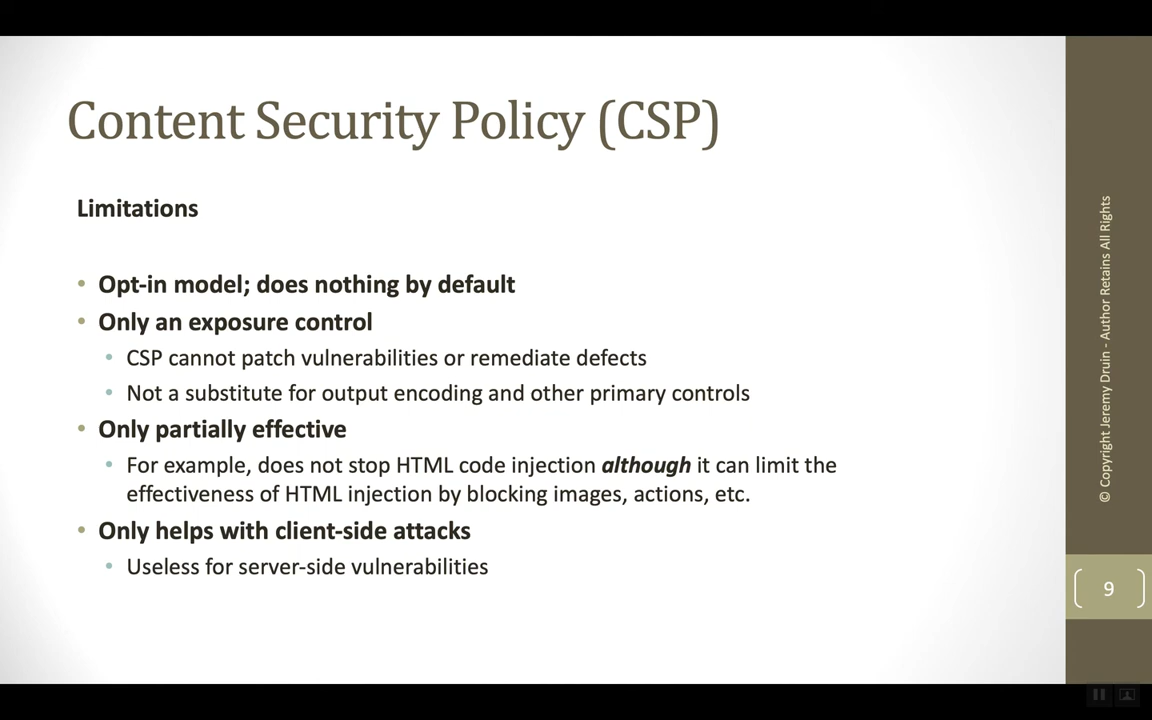 Content Security Policy (CSP)
Limitations
• Opt-in model; does nothing by default
• Only an exposure control
• CSP cannot patch vulnerabilities or remediate defects
• Not a substitute for output encoding and other primary controls
• Only partially effective
• For example, does not stop HTML code injection although it can limit the
effectiveness of HTML injection by blocking images, actions, etc.
• Only helps with client-side attacks
• Useless for server-side vulnerabilities
© Copyright Jeremy Druin - Author Retains All Rights
9